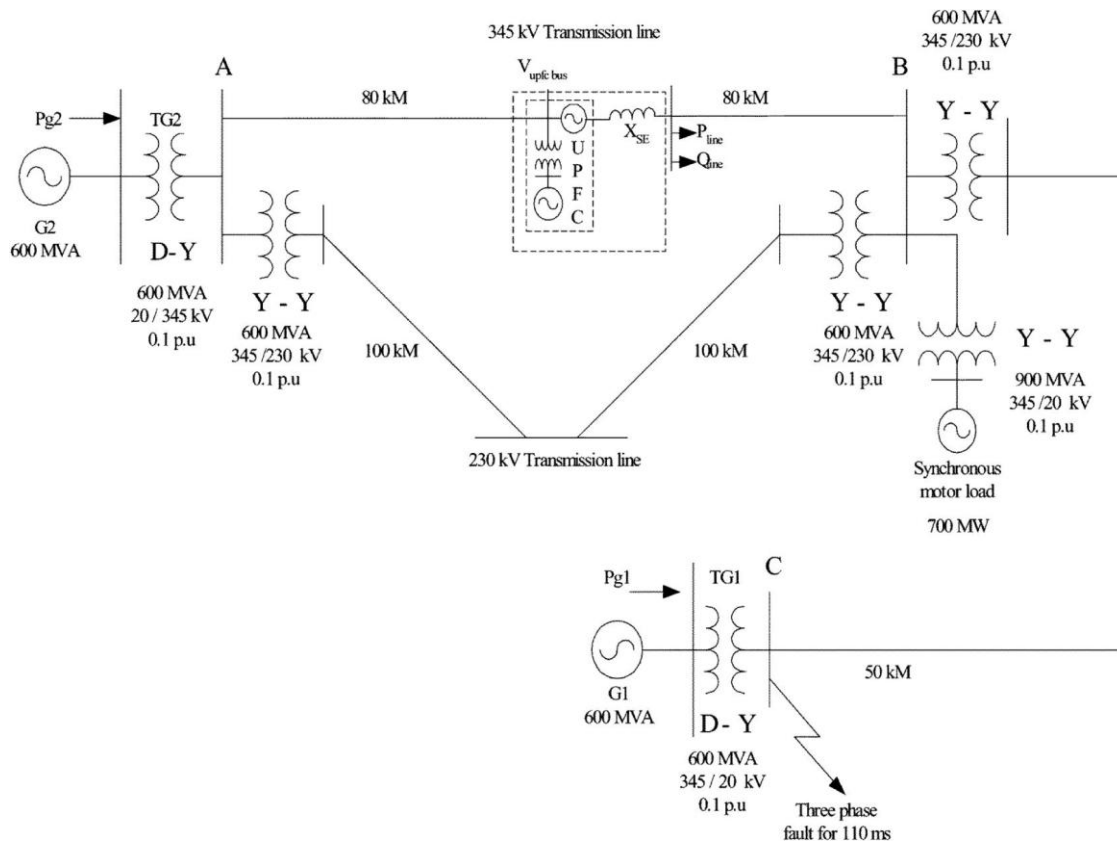 600 MVA
345 /230 kV
0.1 p.u
345 kV Transmission line
A
V upfc bus
B
80 kM
80 kM
Y - Y
Pg2
TG2
X SE
P line
Q line
U
P
F
C
G2
600 MVA
D-Y
600 MVA
20 / 345 kV
0.1 p.u
Y - Y
600 MVA
345 /230 kV
0.1 p.u
100 kM
100 kM
Y - Y
600 MVA
345 /230 kV
0.1 p.u
Y - Y
900 MVA
345 /20 kV
0.1 p.u
230 kV Transmission line
Synchronous
motor load
700 MW
Pg1
TG1
C
G1
600 MVA
50 kM
D - Y
600 MVA
345 / 20 kV
0.1 p.u
Three phase
fault for 110 ms